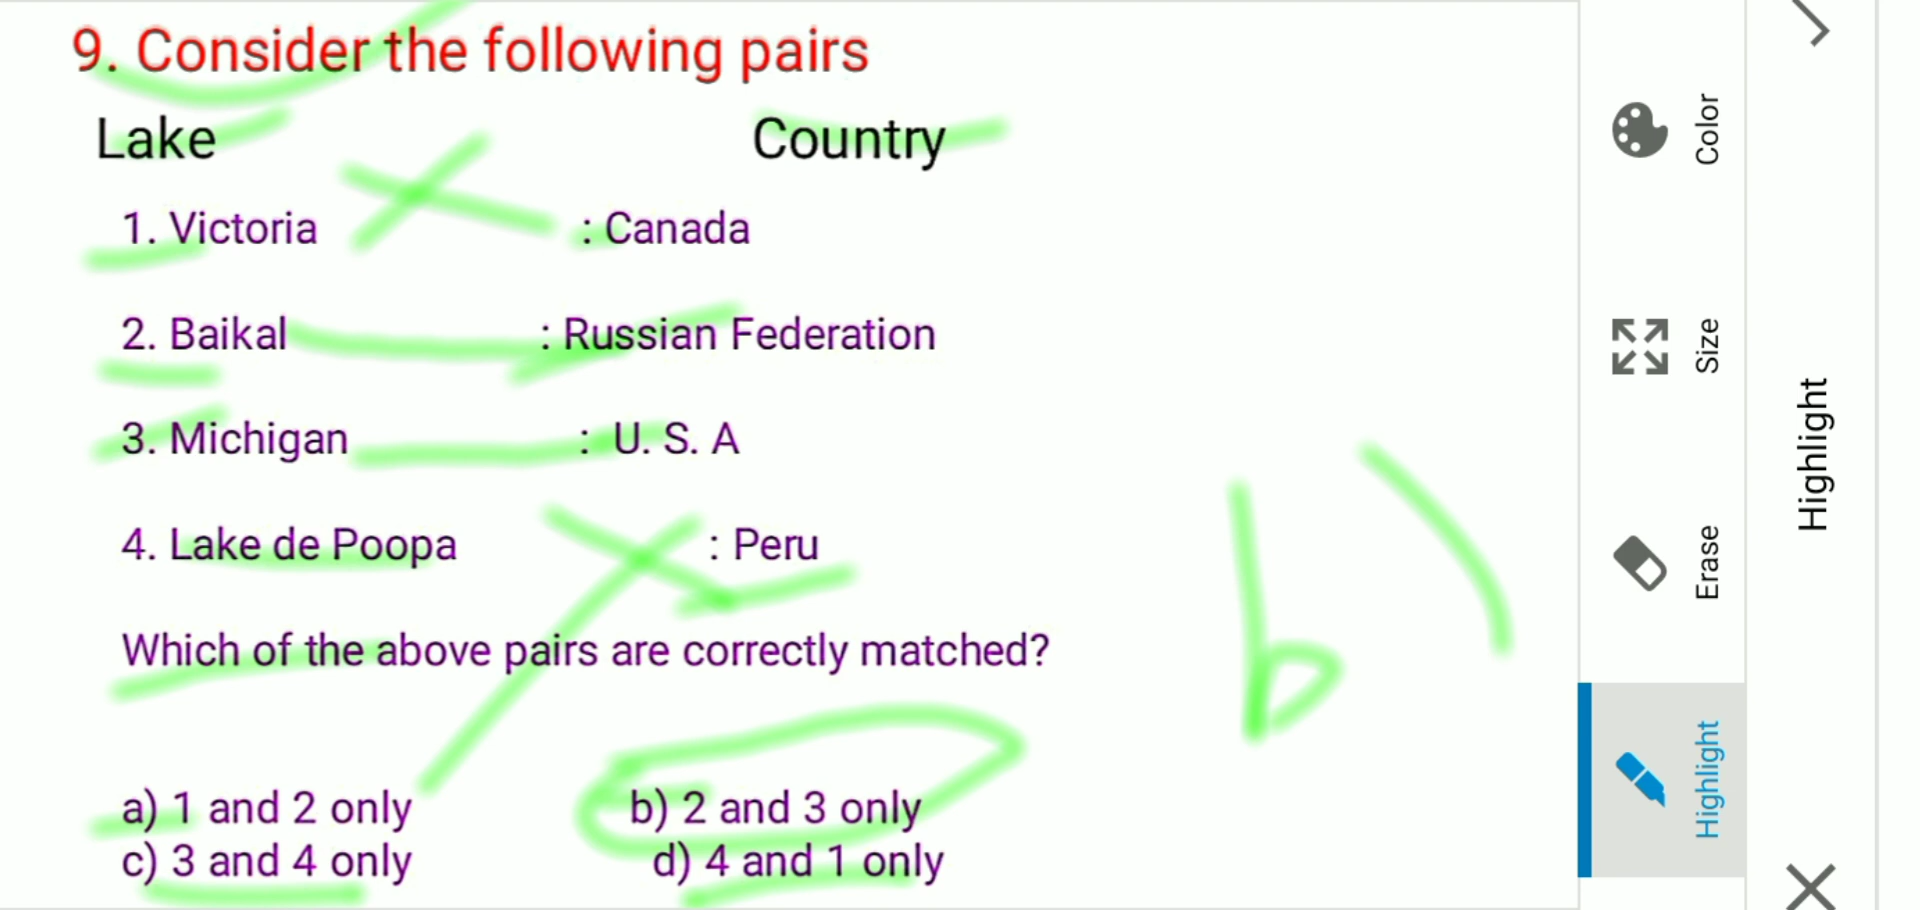 9. Consider the following pairs
Lake Country
1. Victoria : Canada
2. Baikal : Russian Federation
3. Michigan : U. S. A
4. Lake de Poopa : Peru
Which of the above pairs are correctly matched?
a) 1 and 2 only b) 2 and 3 only
c) 3 and 4 only d) 4 and 1 only
b)
Color
Size
Erase
Highlight
Highlight